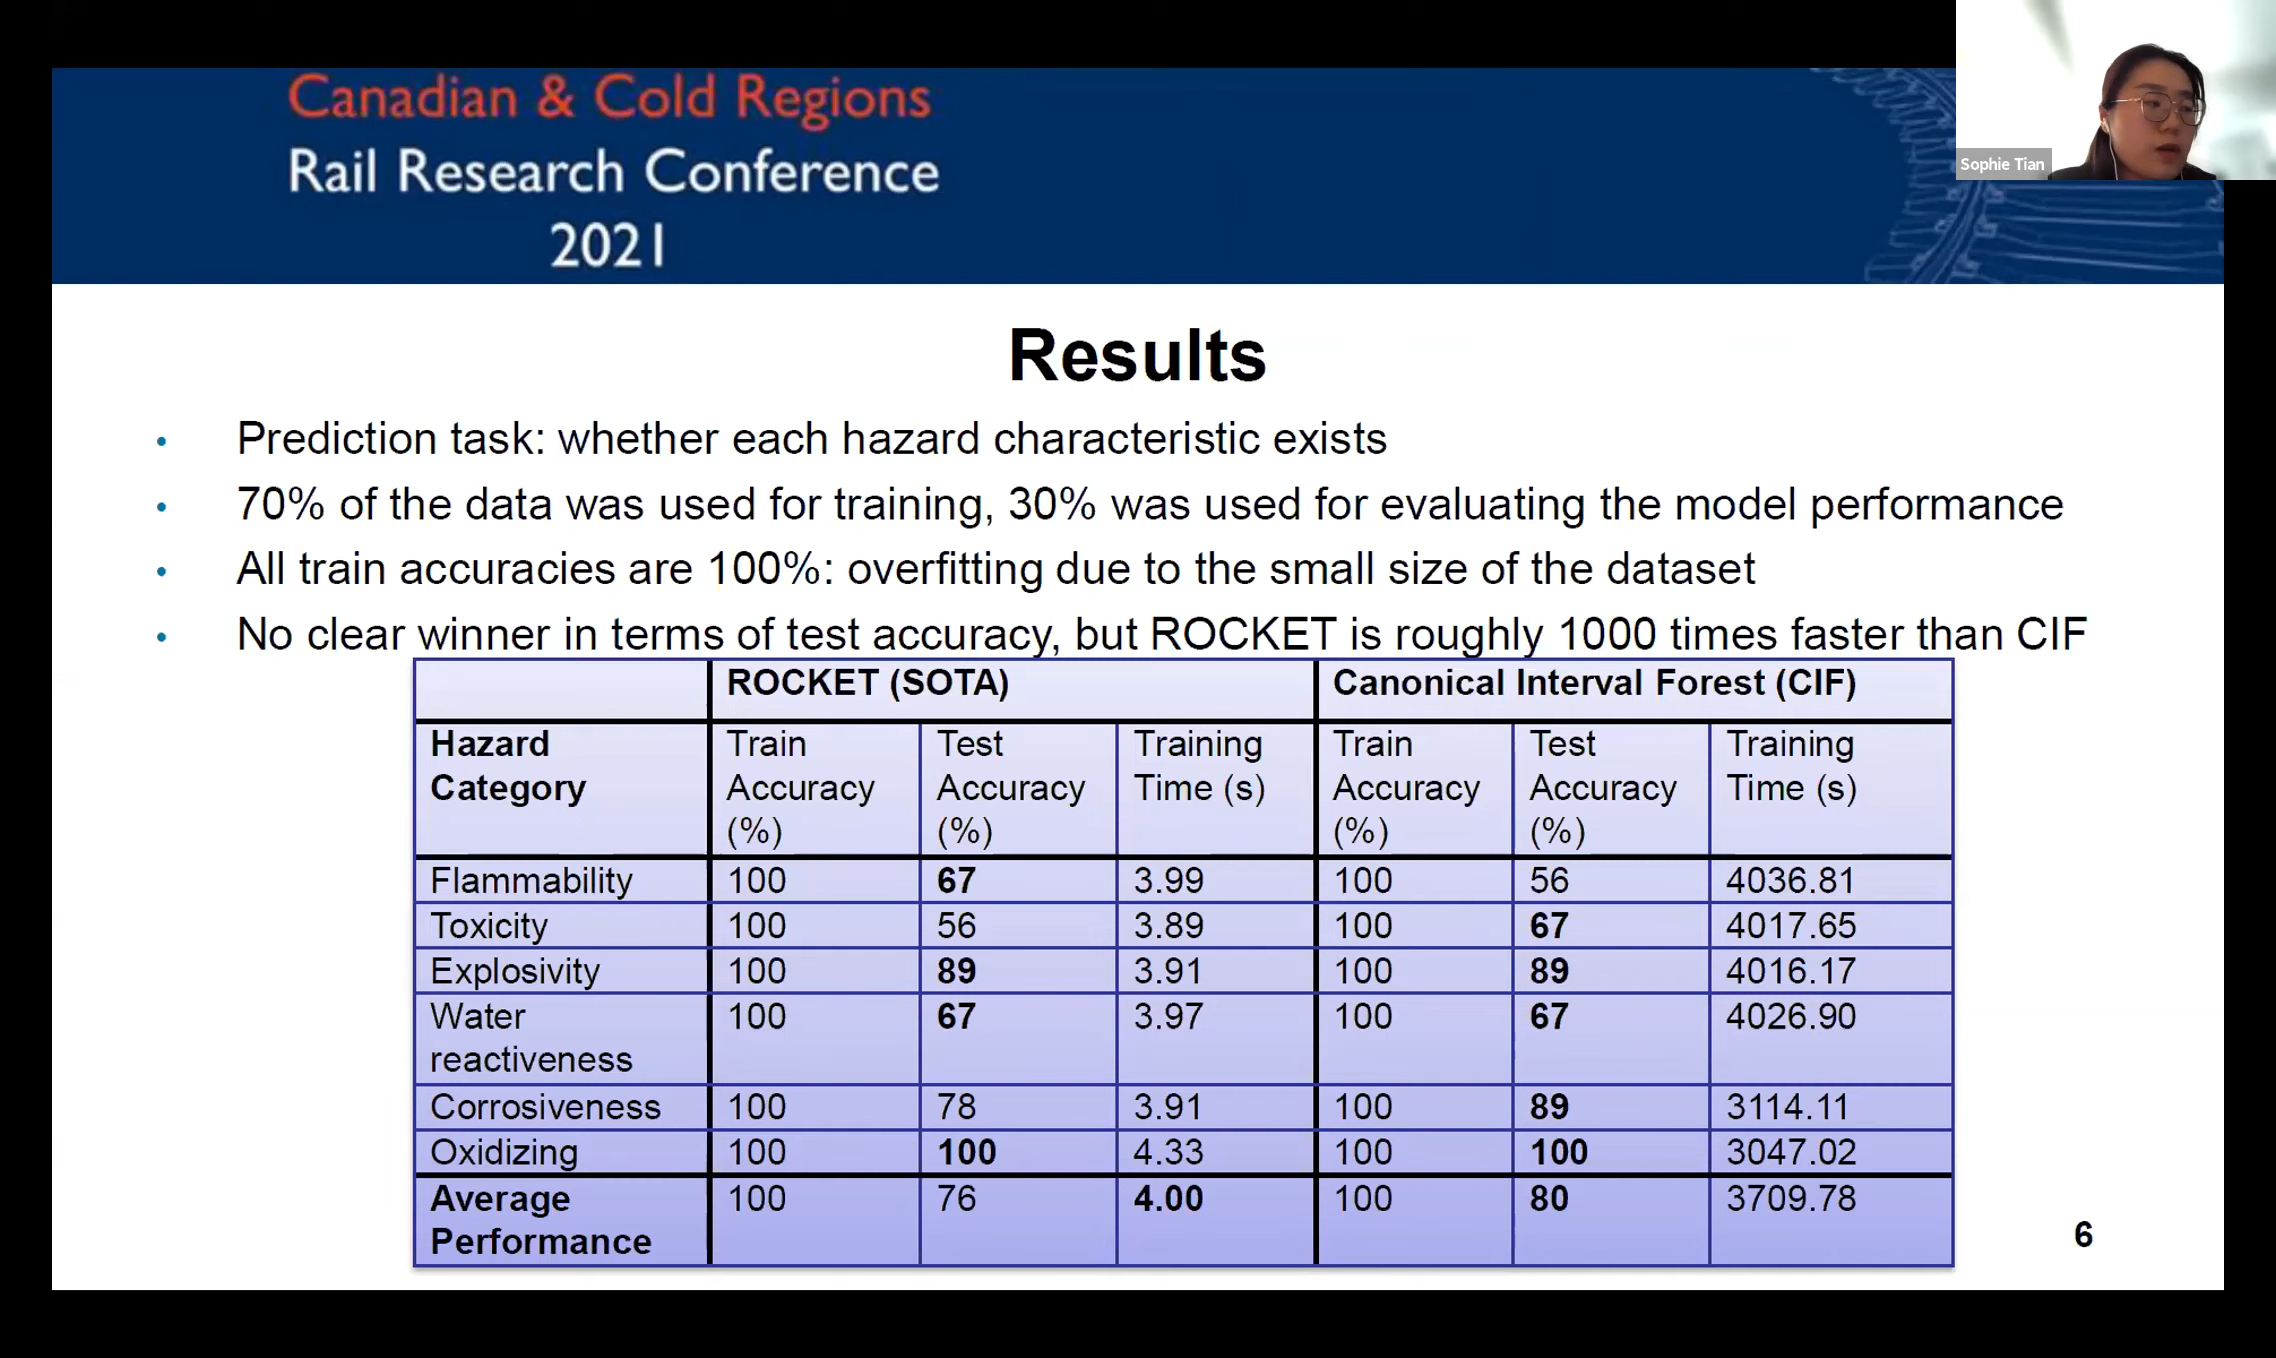 Canadian & Cold Regions
Rail Research Conference
2021
Sophie Tian
Results
• Prediction task: whether each hazard characteristic exists
• 70% of the data was used for training, 30% was used for evaluating the model performance
• All train accuracies are 100%: overfitting due to the small size of the dataset
• No clear winner in terms of test accuracy, but ROCKET is roughly 1000 times faster than CIF
ROCKET (SOTA) Canonical Interval Forest (CIF)
Hazard Train Test Training Train Test Training
Category Accuracy Accuracy Time (s) Accuracy Accuracy Time (s)
(%) (%) (%) (%)
Flammability 100 67 3.99 100 56 4036.81
Toxicity 100 56 3.89 100 67 4017.65
Explosivity 100 89 3.91 100 89 4016.17
Water 100 67 3.97 100 67 4026.90
reactiveness
Corrosiveness 100 78 3.91 100 89 3114.11
Oxidizing 100 100 4.33 100 100 3047.02
Average 100 76 4.00 100 80 3709.78
Performance
6